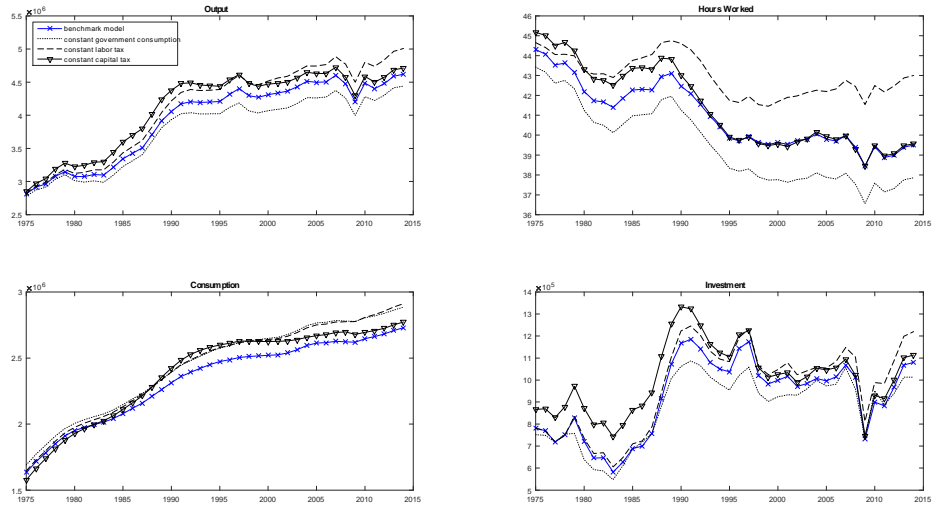 Output
×10^6
5.5
5
4.5
4
3.5
3
2.5
1975 1980 1985 1990 1995 2000 2005 2010 2015
benchmark model
constant government consumption
constant labor tax
constant capital tax
Hours Worked
46
45
44
43
42
41
40
39
38
37
36
1975 1980 1985 1990 1995 2000 2005 2010 2015
Consumption
×10^6
3
2.5
2
1.5
1975 1980 1985 1990 1995 2000 2005 2010 2015
Investment
×10^5
14
13
12
11
10
9
8
7
6
5
1975 1980 1985 1990 1995 2000 2005 2010 2015